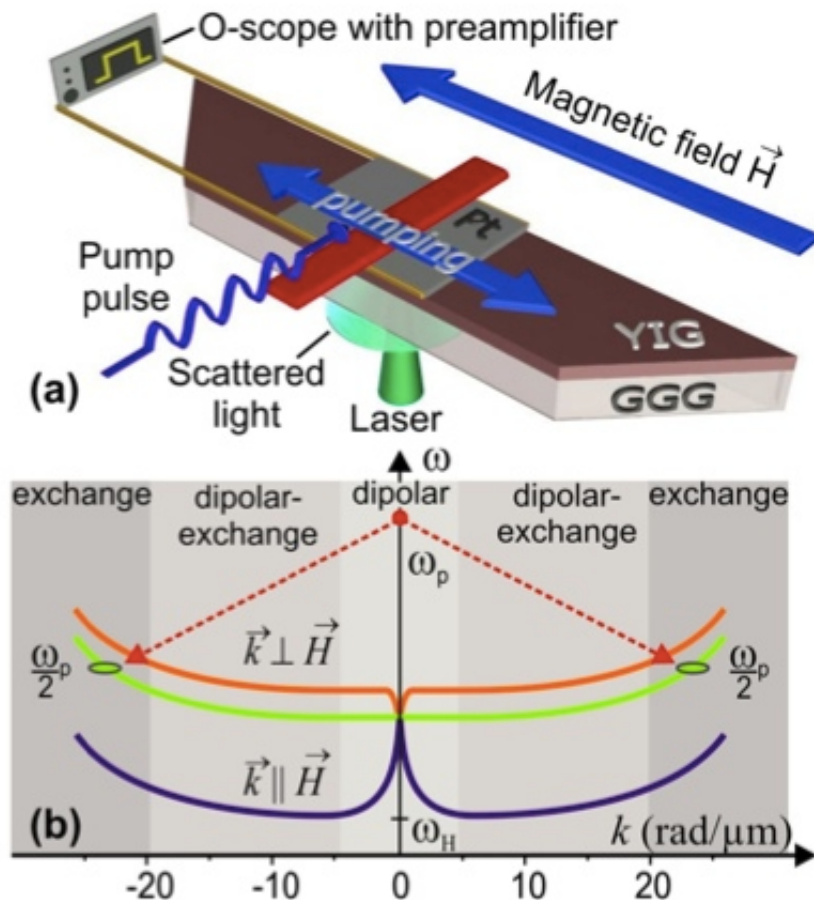 O-scope with preamplifier
Magnetic field H⃗
pumping
Pt
Pump
pulse
YIG
Scattered
light
GGG
(a)
Laser
ω
exchange
dipolar-
exchange
dipolar
dipolar-
exchange
exchange
ωₚ
k⃗ ⊥ H⃗
ωₚ/2
ωₚ/2
k⃗ || H⃗
(b)
ω_H
k (rad/µm)
-20
-10
0
10
20